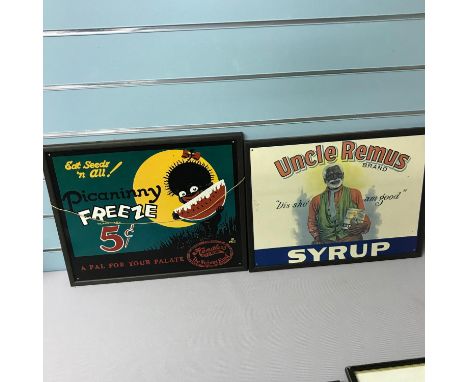 Eat Seeds
'n all!
Picaninny
FREEZE
5¢
A PAL FOR YOUR PALATE
Uncle Remus
BRAND
"Dis sho' am good"
SYRUP